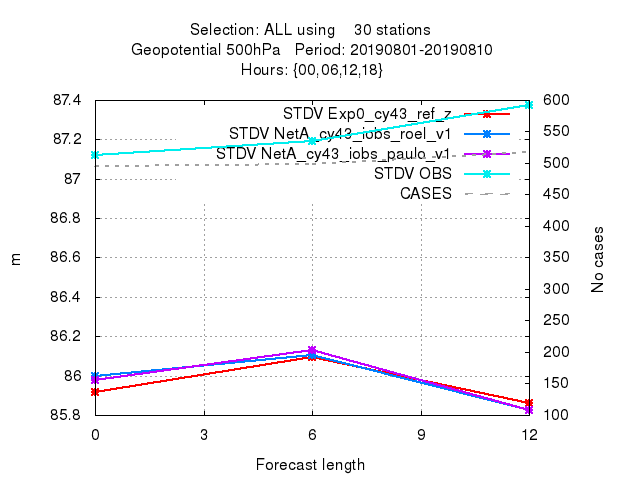 Selection: ALL using 30 stations
Geopotential 500hPa Period: 20190801-20190810
Hours: {00,06,12,18}
87.4
87.2
87
86.8
86.6
86.4
86.2
86
85.8
m
STDV Exp0_cy43_ref_z
STDV NetA_cy43_iobs_roel_v1
STDV NetA_cy43_iobs_paulo_v1
STDV OBS
CASES
600
550
500
450
400
350
300
250
200
150
100
No cases
0 3 6 9 12
Forecast length